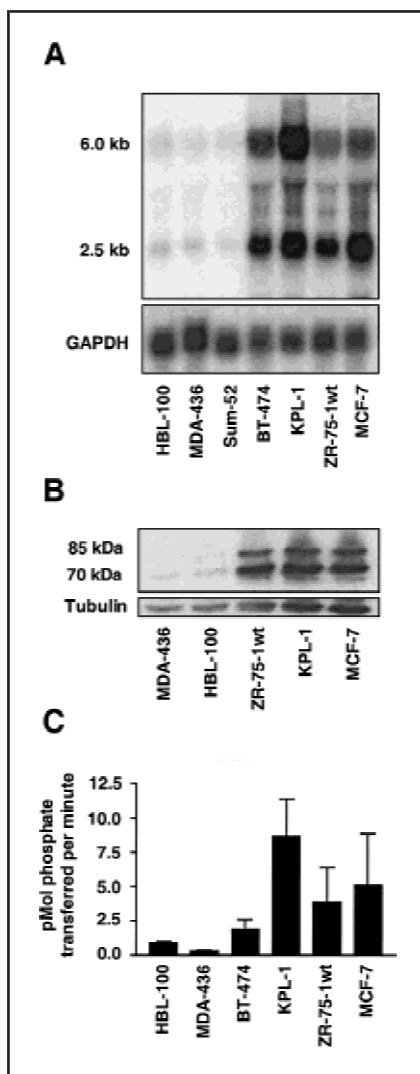 A
6.0 kb
2.5 kb
GAPDH
HBL-100
MDA-436
Sum-52
BT-474
KPL-1
ZR-75-1wt
MCF-7
B
85 kDa
70 kDa
Tubulin
MDA-436
HBL-100
ZR-75-1wt
KPL-1
MCF-7
C
pMol phosphate
transferred per minute
12.5
10.0
7.5
5.0
2.5
0.0
HBL-100
MDA-436
BT-474
KPL-1
ZR-75-1wt
MCF-7